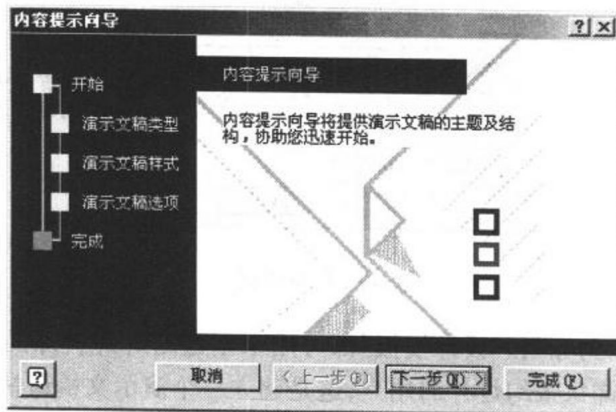 内容提示向导
? ×
开始
演示文稿类型
演示文稿样式
演示文稿选项
完成
内容提示向导
内容提示向导将提供演示文稿的主题及结
构，协助您迅速开始。
?
取消
< 上一步(B)
下一步(N) >
完成(F)